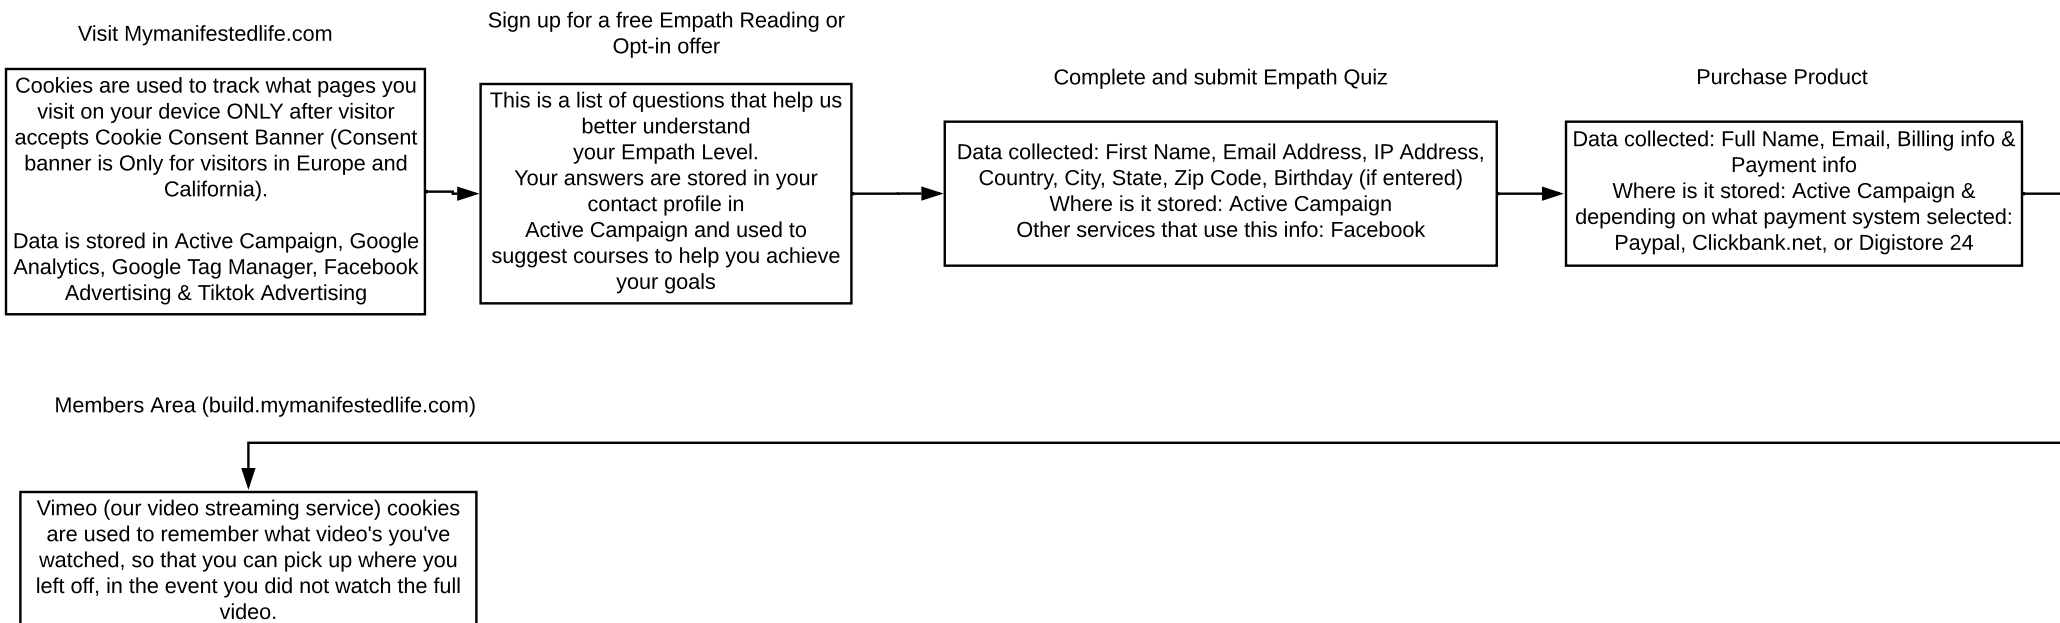 Visit Mymanifestedlife.com
Cookies are used to track what pages you
visit on your device ONLY after visitor
accepts Cookie Consent Banner (Consent
banner is Only for visitors in Europe and
California).
Data is stored in Active Campaign, Google
Analytics, Google Tag Manager, Facebook
Advertising & Tiktok Advertising
Sign up for a free Empath Reading or
Opt-in offer
This is a list of questions that help us
better understand
your Empath Level.
Your answers are stored in your
contact profile in
Active Campaign and used to
suggest courses to help you achieve
your goals
Complete and submit Empath Quiz
Data collected: First Name, Email Address, IP Address,
Country, City, State, Zip Code, Birthday (if entered)
Where is it stored: Active Campaign
Other services that use this info: Facebook
Purchase Product
Data collected: Full Name, Email, Billing info &
Payment info
Where is it stored: Active Campaign &
depending on what payment system selected:
Paypal, Clickbank.net, or Digistore 24
Members Area (build.mymanifestedlife.com)
Vimeo (our video streaming service) cookies
are used to remember what video's you've
watched, so that you can pick up where you
left off, in the event you did not watch the full
video.